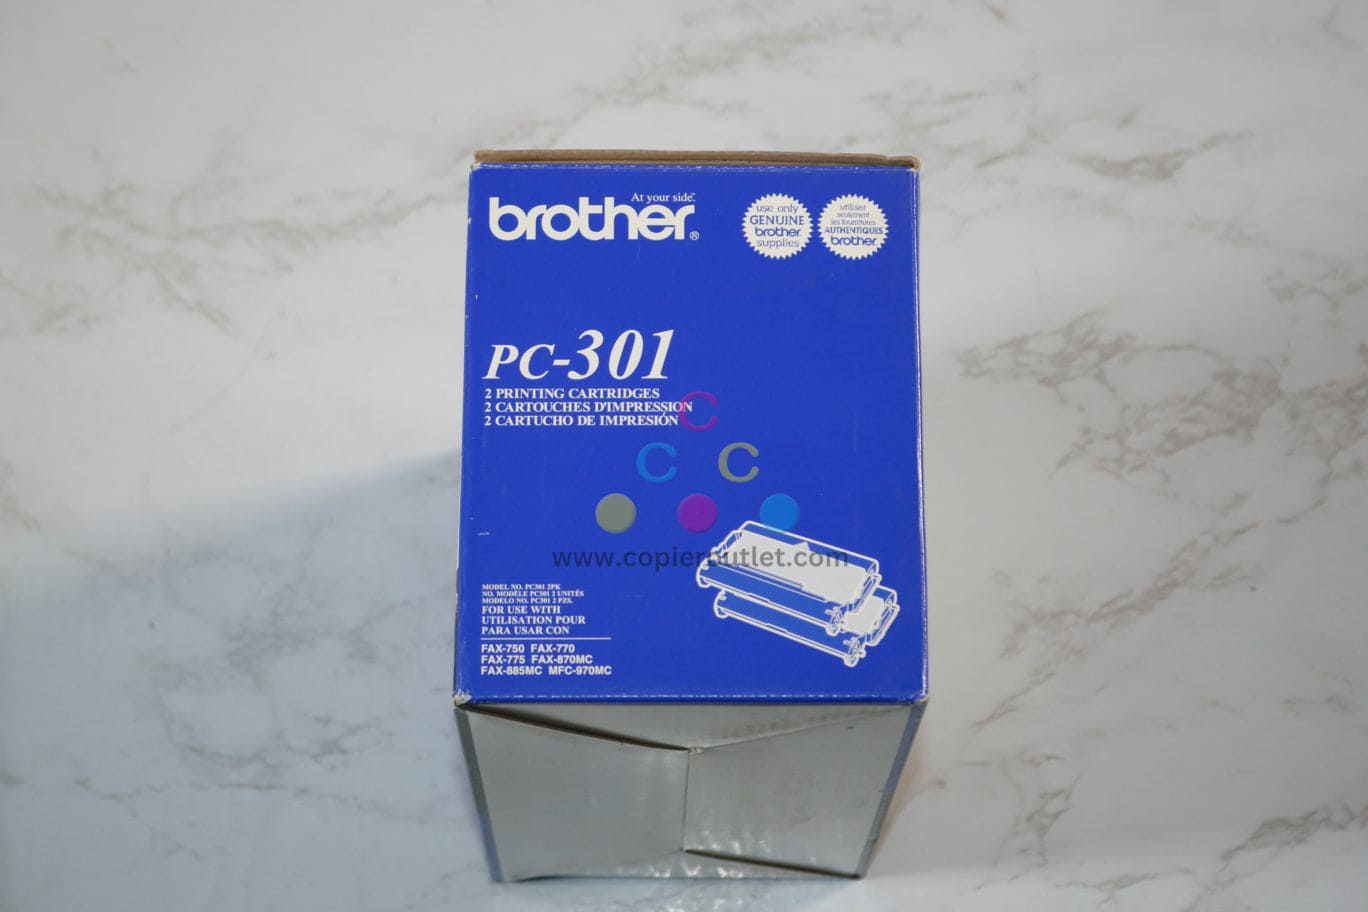 At your side.
brother®
use only
GENUINE
brother
supplies
utiliser
seulement
les fournitures
AUTHENTIQUES
brother
PC-301
2 PRINTING CARTRIDGES
2 CARTOUCHES D'IMPRESSION
2 CARTUCHO DE IMPRESIÓN
C
C C
www.copieroutlet.com
MODEL NO. PC301 2PK
NO. MODÈLE PC301 2 UNITÉS
MODELO NO. PC301 2 PZS.
FOR USE WITH
UTILISATION POUR
PARA USAR CON
FAX-750 FAX-770
FAX-775 FAX-870MC
FAX-885MC MFC-970MC